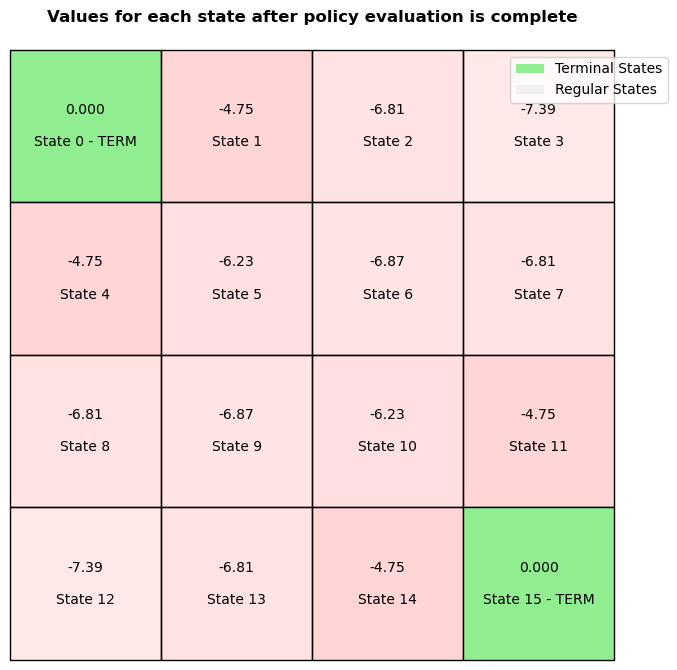 Values for each state after policy evaluation is complete
Terminal States
Regular States
0.000
State 0 - TERM
-4.75
State 1
-6.81
State 2
-7.39
State 3
-4.75
State 4
-6.23
State 5
-6.87
State 6
-6.81
State 7
-6.81
State 8
-6.87
State 9
-6.23
State 10
-4.75
State 11
-7.39
State 12
-6.81
State 13
-4.75
State 14
0.000
State 15 - TERM